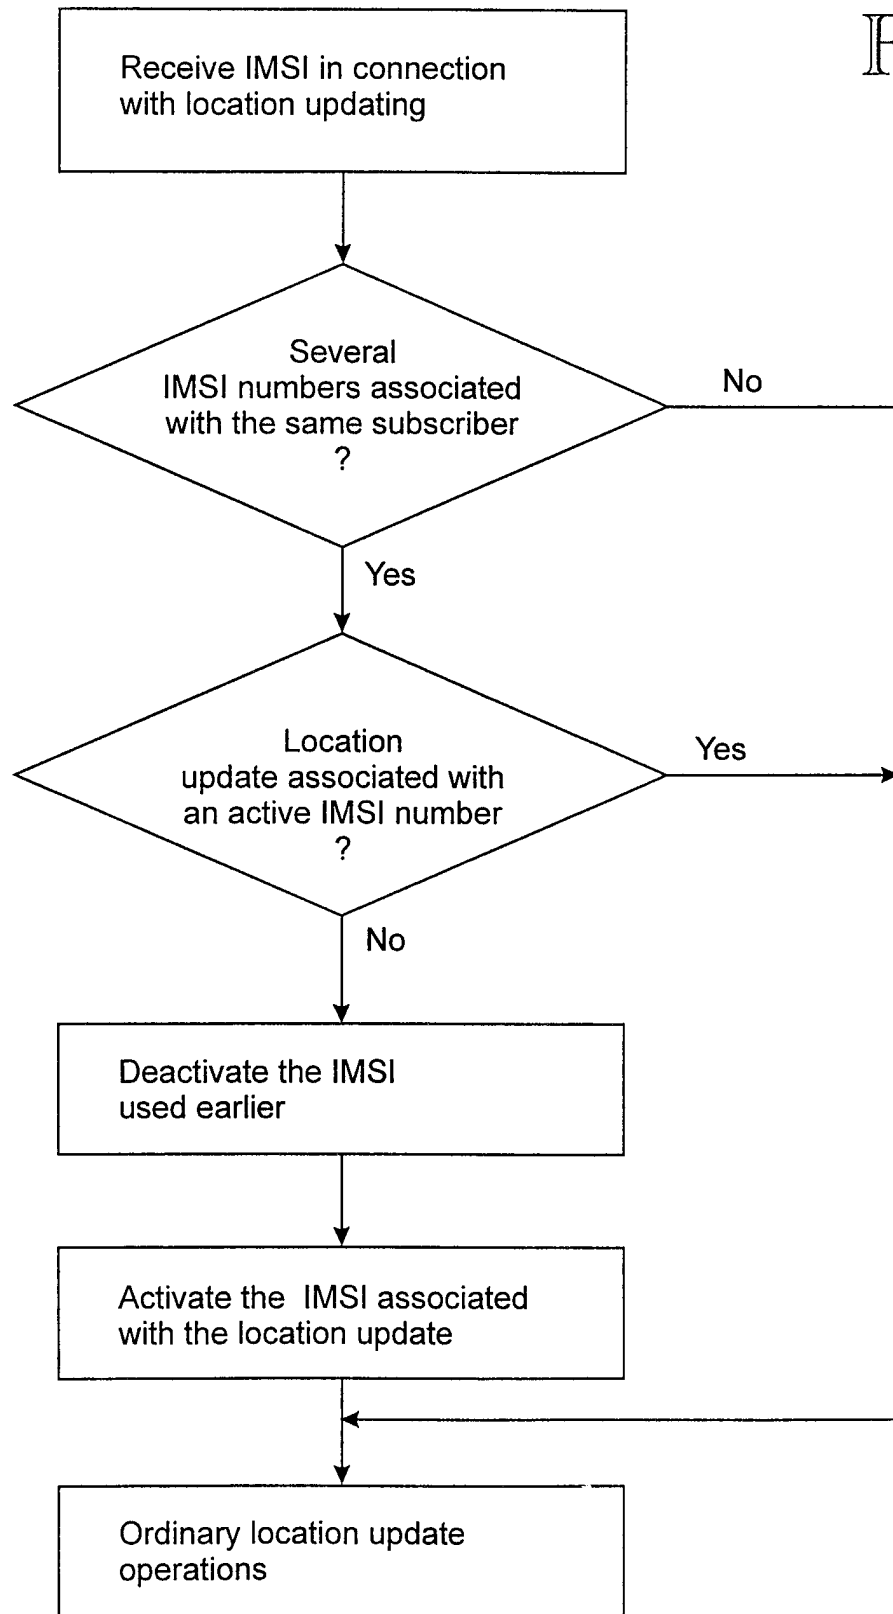 Receive IMSI in connection
with location updating
Several
IMSI numbers associated
with the same subscriber
?
No
Yes
Location
update associated with
an active IMSI number
?
Yes
No
Deactivate the IMSI
used earlier
Activate the IMSI associated
with the location update
Ordinary location update
operations